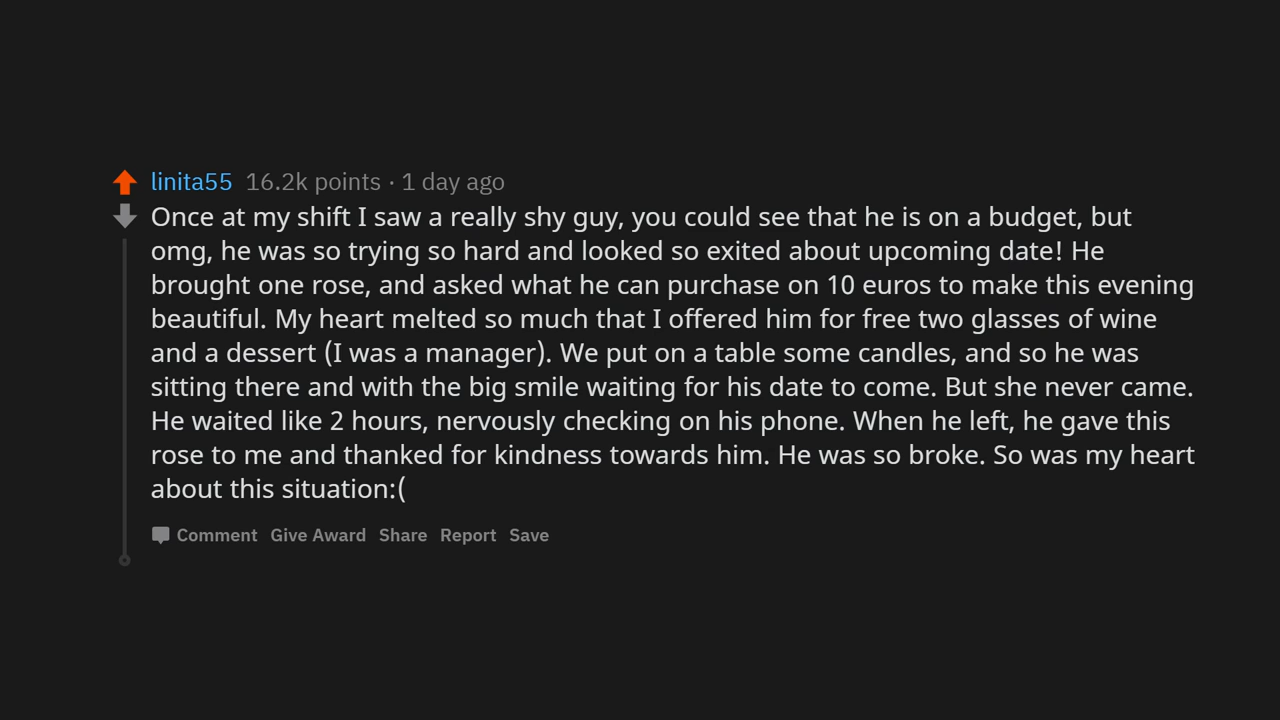 linita55 16.2k points · 1 day ago
Once at my shift I saw a really shy guy, you could see that he is on a budget, but
omg, he was so trying so hard and looked so exited about upcoming date! He
brought one rose, and asked what he can purchase on 10 euros to make this evening
beautiful. My heart melted so much that I offered him for free two glasses of wine
and a dessert (I was a manager). We put on a table some candles, and so he was
sitting there and with the big smile waiting for his date to come. But she never came.
He waited like 2 hours, nervously checking on his phone. When he left, he gave this
rose to me and thanked for kindness towards him. He was so broke. So was my heart
about this situation:(
Comment Give Award Share Report Save